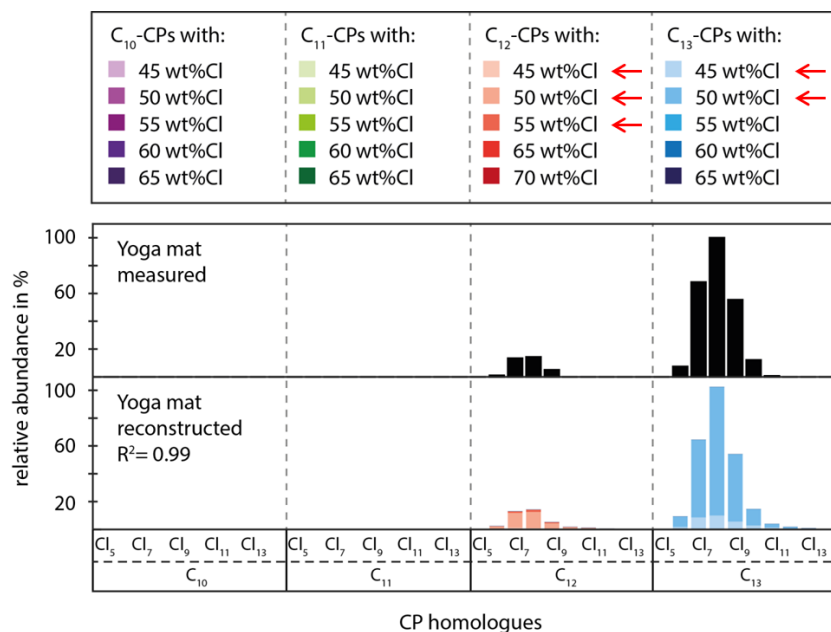 C₁₀-CPs with:
45 wt%Cl
50 wt%Cl
55 wt%Cl
60 wt%Cl
65 wt%Cl
C₁₁-CPs with:
45 wt%Cl
50 wt%Cl
55 wt%Cl
60 wt%Cl
65 wt%Cl
C₁₂-CPs with:
45 wt%Cl
50 wt%Cl
55 wt%Cl
65 wt%Cl
70 wt%Cl
C₁₃-CPs with:
45 wt%Cl
50 wt%Cl
55 wt%Cl
60 wt%Cl
65 wt%Cl
relative abundance in %
100
60
20
Yoga mat
measured
100
60
20
Yoga mat
reconstructed
R²= 0.99
Cl₅ Cl₇ Cl₉ Cl₁₁ Cl₁₃ Cl₅ Cl₇ Cl₉ Cl₁₁ Cl₁₃ Cl₅ Cl₇ Cl₉ Cl₁₁ Cl₁₃ Cl₅ Cl₇ Cl₉ Cl₁₁ Cl₁₃
C₁₀ C₁₁ C₁₂ C₁₃
CP homologues